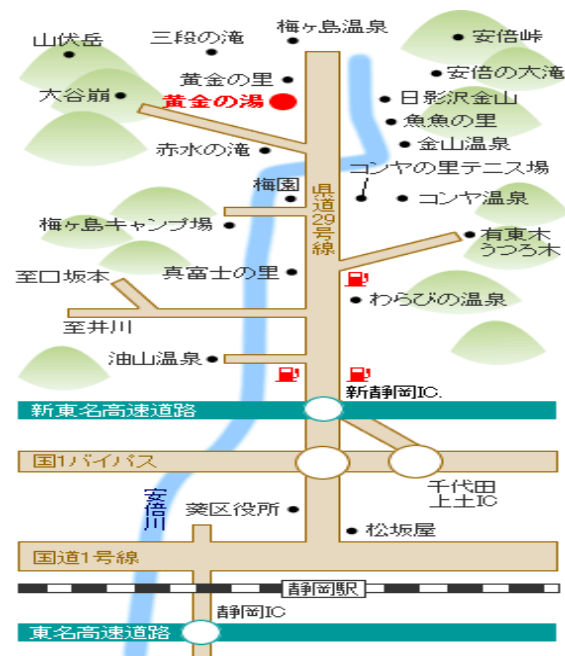 梅ヶ島温泉
三段の滝
山伏岳
安倍峠
黄金の里
安倍の大滝
大谷崩
黄金の湯
日影沢金山
魚魚の里
赤水の滝
金山温泉
コンヤの里テニス場
梅園
県道29号線
コンヤ温泉
梅ヶ島キャンプ場
有東木
うつろ木
至口坂本
真富士の里
わらびの温泉
至井川
油山温泉
新静岡IC.
新東名高速道路
国1バイパス
千代田
上土IC
安倍川
葵区役所
松坂屋
国道1号線
静岡駅
静岡IC
東名高速道路